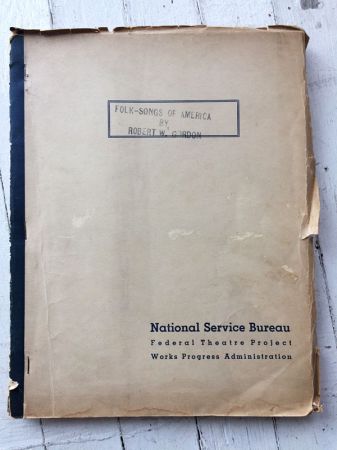 FOLK-SONGS OF AMERICA
BY
ROBERT W. GORDON
National Service Bureau
Federal Theatre Project
Works Progress Administration